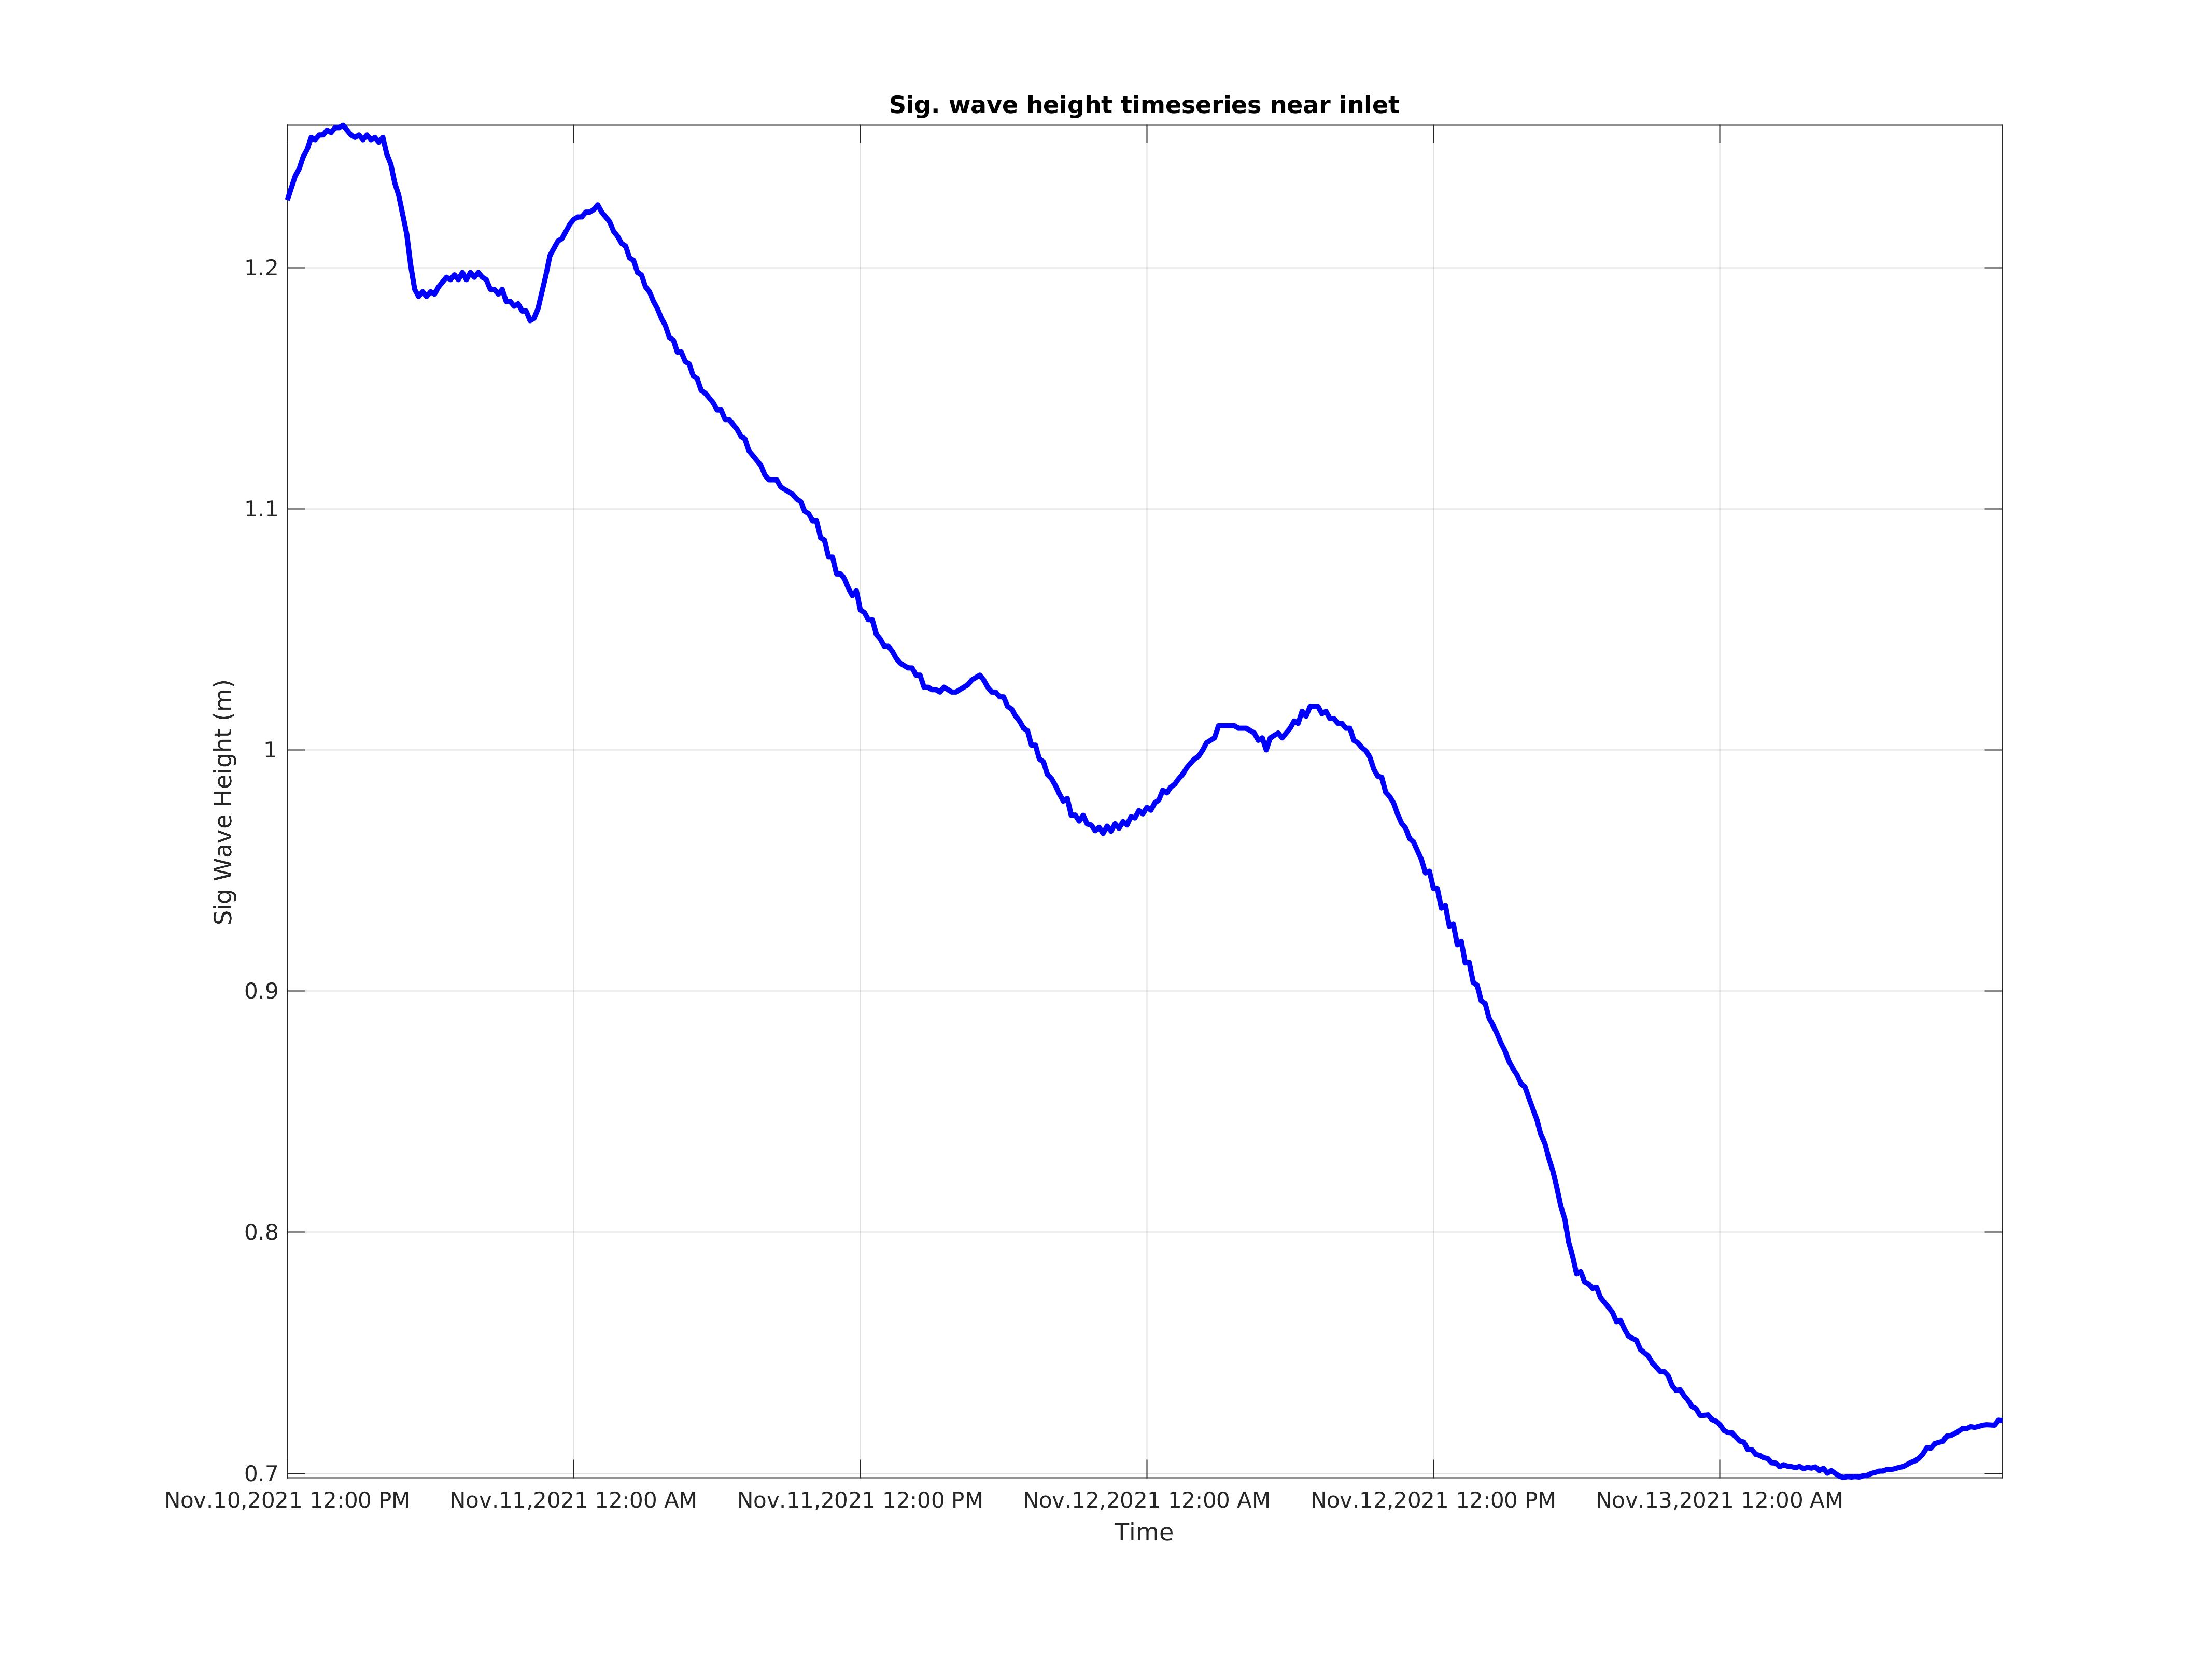 Sig. wave height timeseries near inlet
1.2
1.1
1
0.9
0.8
0.7
Sig Wave Height (m)
Nov.10,2021 12:00 PM Nov.11,2021 12:00 AM Nov.11,2021 12:00 PM Nov.12,2021 12:00 AM Nov.12,2021 12:00 PM Nov.13,2021 12:00 AM
Time